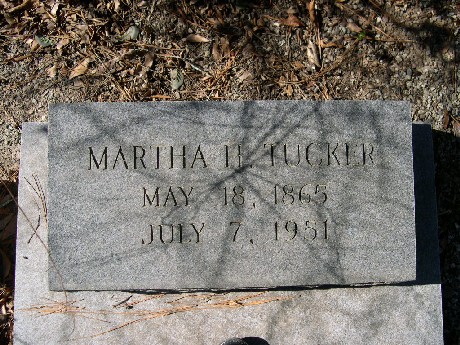 MARTHA H. TUCKER
MAY 18, 1865
JULY 7, 1951